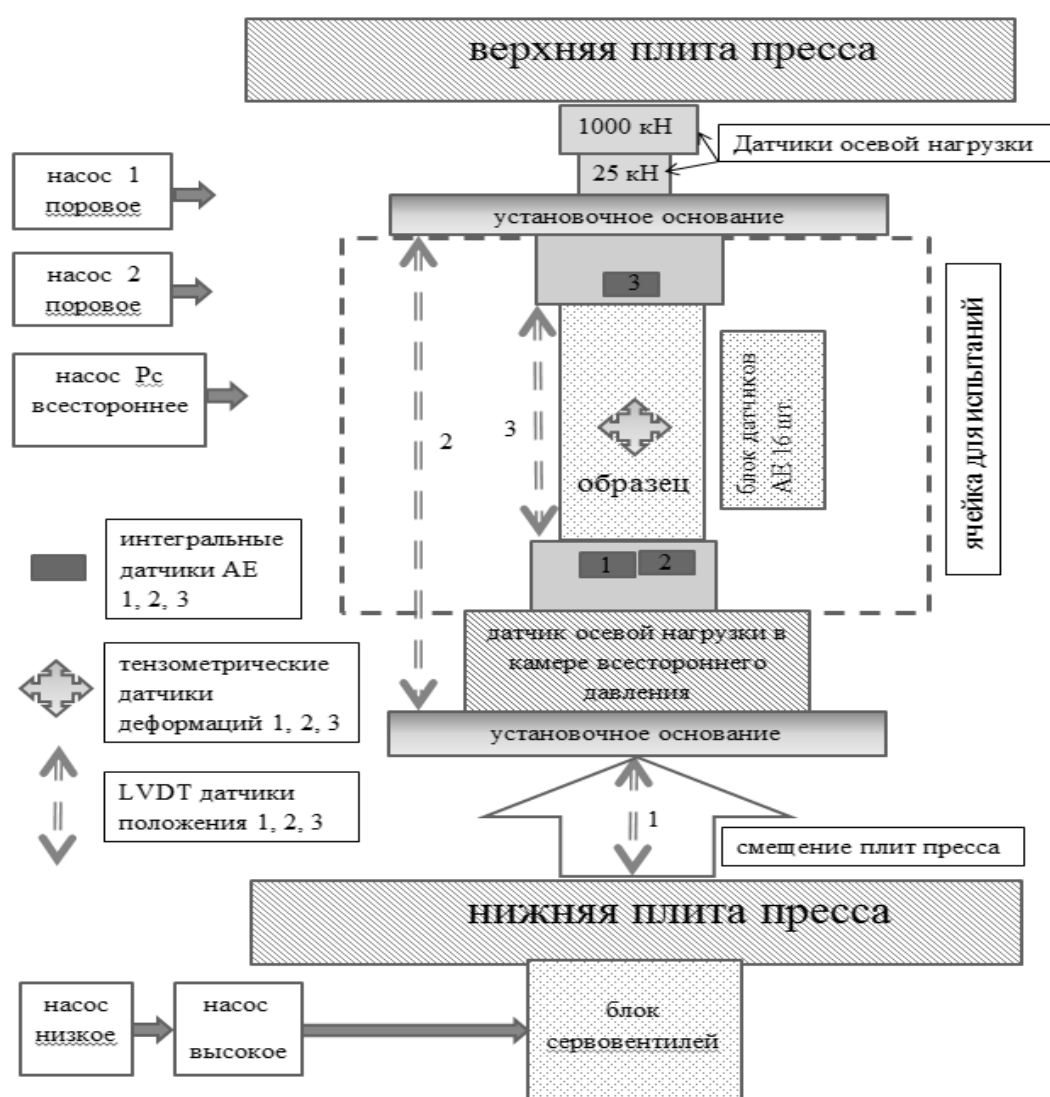 верхняя плита пресса
1000 кН
Датчики осевой нагрузки
25 кН
насос 1
поровое
установочное основание
насос 2
поровое
3
насос Рс
всестороннее
2
3
образец
блок датчиков
АЕ 16 шт.
ячейка для испытаний
1
2
интегральные
датчики АЕ
1, 2, 3
датчик осевой нагрузки в
камере всестороннего
давления
тензометрические
датчики
деформаций 1, 2, 3
установочное основание
LVDT датчики
положения 1, 2, 3
1
смещение плит пресса
нижняя плита пресса
насос
низкое
насос
высокое
блок
сервовентилей